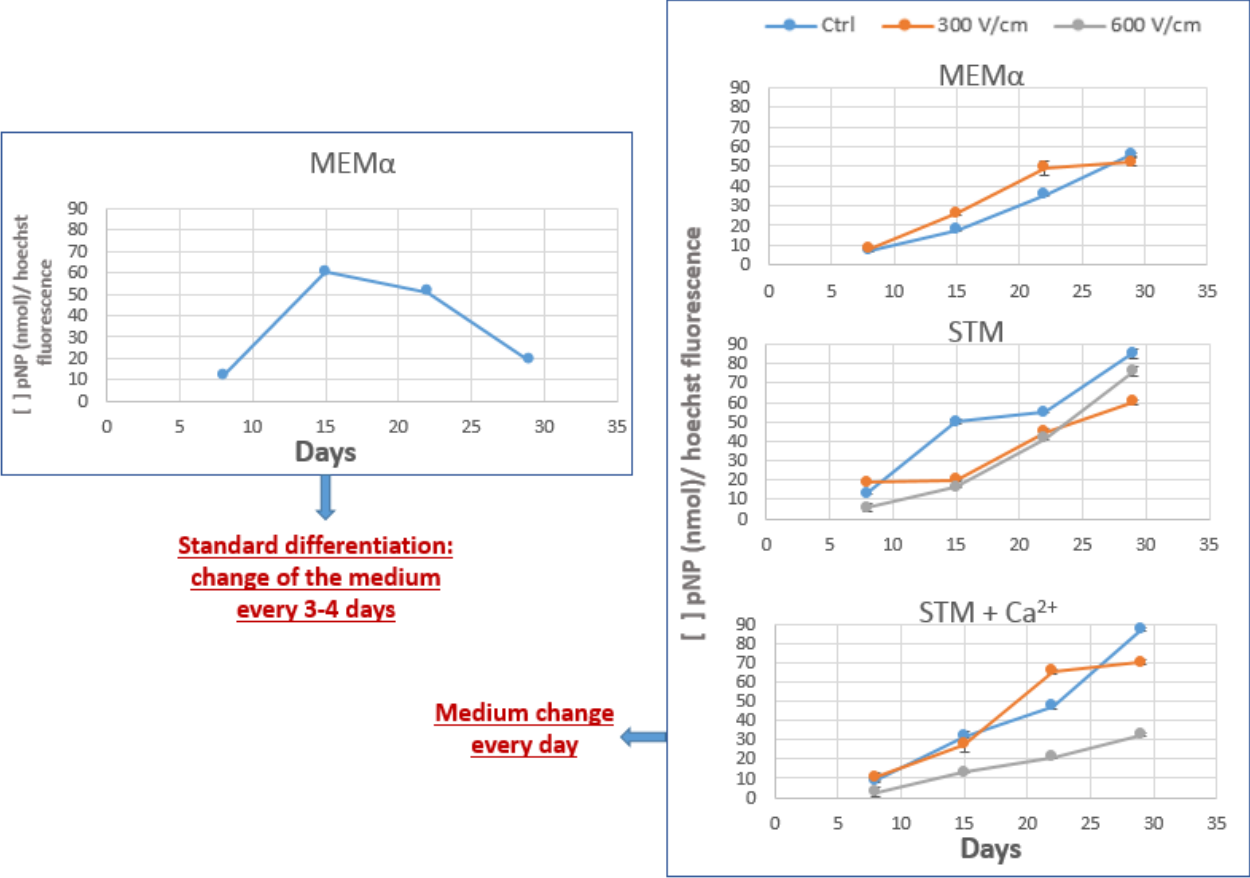 MEMα
90
80
70
60
50
40
30
20
10
0
[ ] pNP (nmol)/ hoechst
fluorescence
0 5 10 15 20 25 30 35
Days
Standard differentiation:
change of the medium
every 3-4 days
Medium change
every day
Ctrl 300 V/cm 600 V/cm
[ ] pNP (nmol)/ hoechst fluorescence
MEMα
90
80
70
60
50
40
30
20
10
0
0 5 10 15 20 25 30 35
STM
90
80
70
60
50
40
30
20
10
0
0 5 10 15 20 25 30 35
STM + Ca²⁺
90
80
70
60
50
40
30
20
10
0
0 5 10 15 20 25 30 35
Days